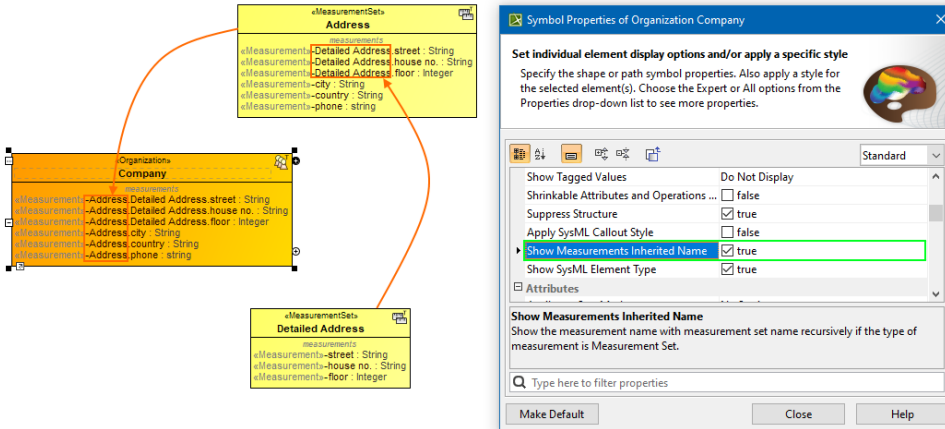 «MeasurementSet»
Address
measurements
«Measurement»-Detailed Address.street : String
«Measurement»-Detailed Address.house no. : String
«Measurement»-Detailed Address.floor : Integer
«Measurement»-city : String
«Measurement»-country : String
«Measurement»-phone : string
«Organization»
Company
measurements
«Measurement»-Address.Detailed Address.street : String
«Measurement»-Address.Detailed Address.house no. : String
«Measurement»-Address.Detailed Address.floor : Integer
«Measurement»-Address.city : String
«Measurement»-Address.country : String
«Measurement»-Address.phone : string
«MeasurementSet»
Detailed Address
measurements
«Measurement»-street : String
«Measurement»-house no. : String
«Measurement»-floor : Integer
Symbol Properties of Organization Company
Set individual element display options and/or apply a specific style
Specify the shape or path symbol properties. Also apply a style for
the selected element(s). Choose the Expert or All options from the
Properties drop-down list to see more properties.
Standard
Show Tagged Values Do Not Display
Shrinkable Attributes and Operations ... false
Suppress Structure true
Apply SysML Callout Style false
Show Measurements Inherited Name true
Show SysML Element Type true
Attributes
Show Measurements Inherited Name
Show the measurement name with measurement set name recursively if the type of
measurement is Measurement Set.
Type here to filter properties
Make Default Close Help